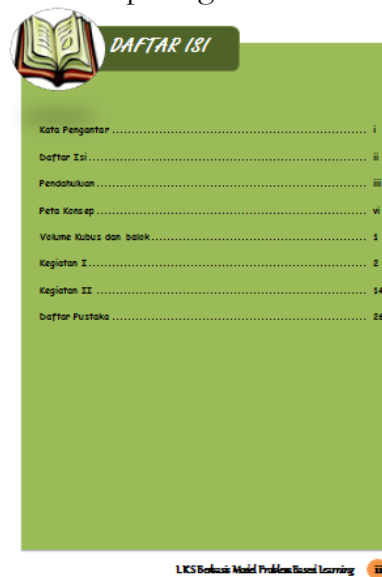 DAFTAR ISI
Kata Pengantar ................................................................ i
Daftar Isi ................................................................ ii
Pendahuluan ................................................................ iii
Peta Konsep ................................................................ vi
Volume Kubus dan balok ................................................................ 1
Kegiatan I ................................................................ 2
Kegiatan II ................................................................ 14
Daftar Pustaka ................................................................ 26
LKS Berbasis Model Problem Based Learning